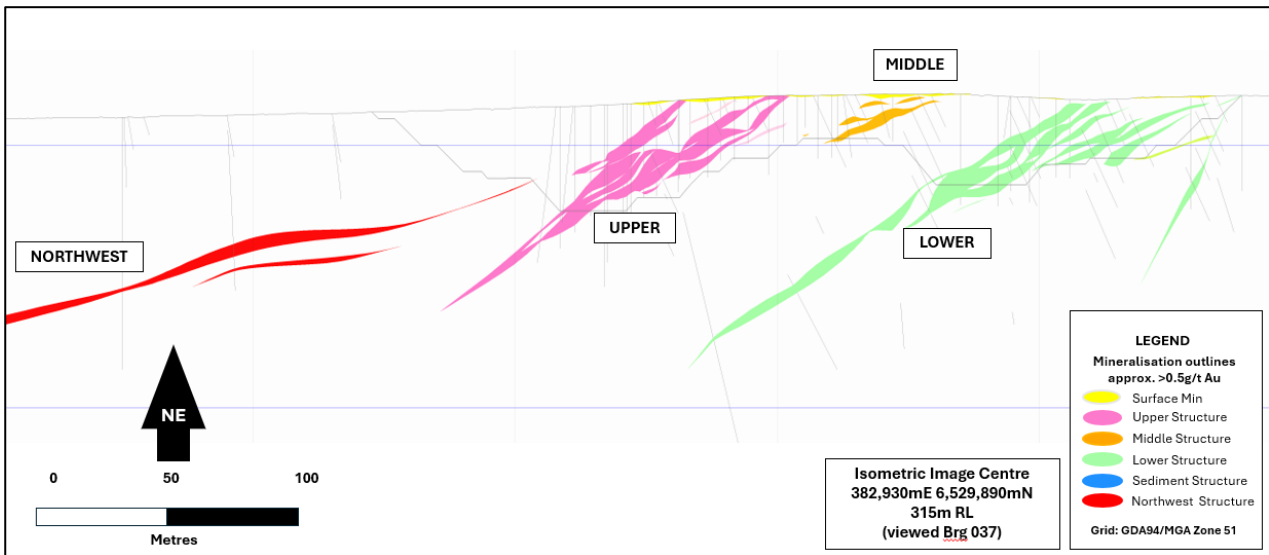 MIDDLE
NORTHWEST
UPPER
LOWER
NE
0 50 100
Metres
Isometric Image Centre
382,930mE 6,529,890mN
315m RL
(viewed Brg 037)
LEGEND
Mineralisation outlines
approx. >0.5g/t Au
Surface Min
Upper Structure
Middle Structure
Lower Structure
Sediment Structure
Northwest Structure
Grid: GDA94/MGA Zone 51